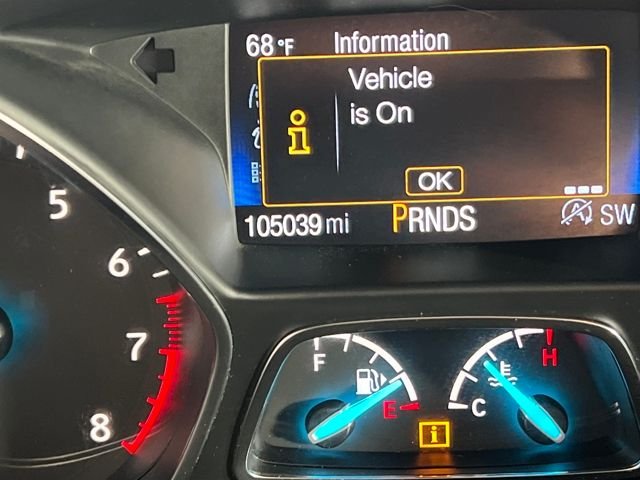 68°F Information
Vehicle
is On
i
OK
105039 mi PRNDS A SW
5
6
7
8
F
E
i
H
C